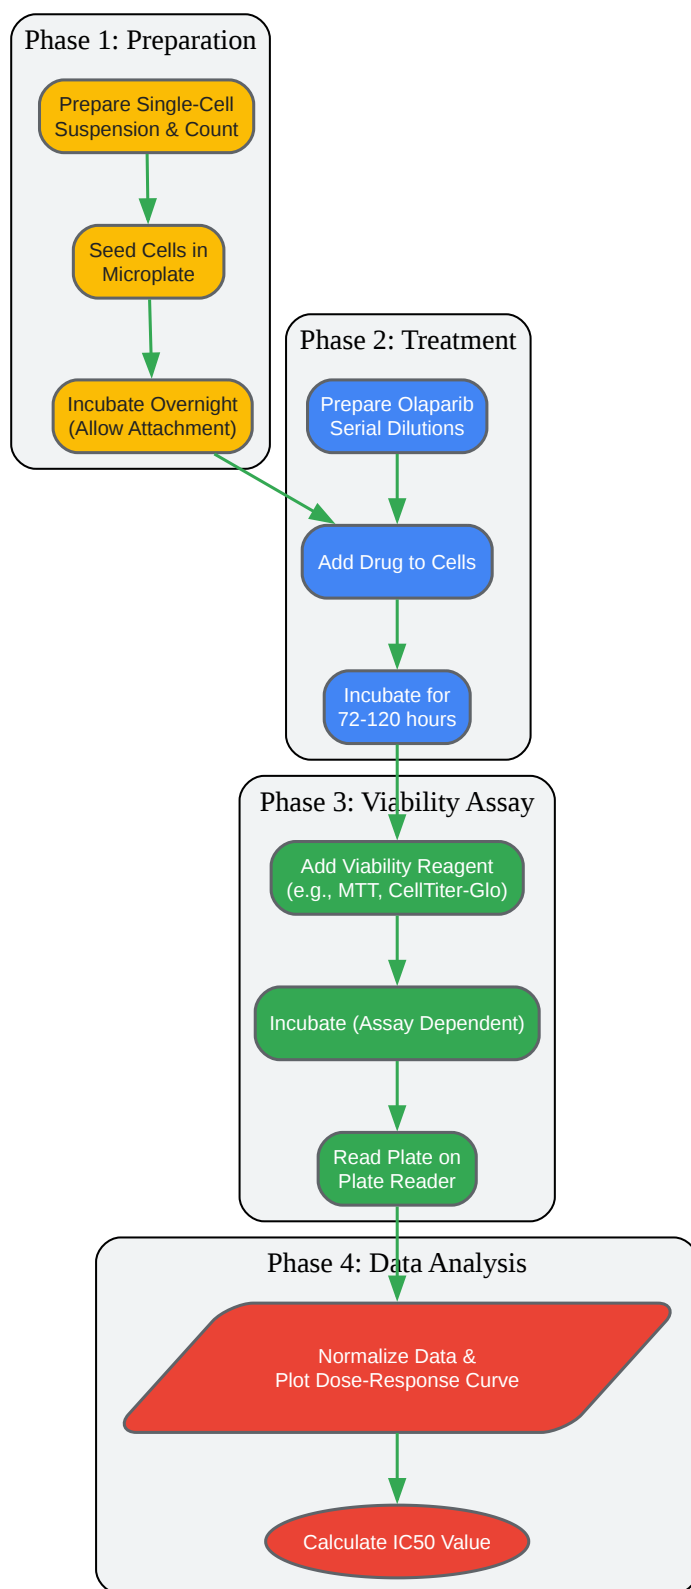 Phase 1: Preparation
Prepare Single-Cell
Suspension & Count
Seed Cells in
Microplate
Incubate Overnight
(Allow Attachment)
Phase 2: Treatment
Prepare Olaparib
Serial Dilutions
Add Drug to Cells
Incubate for
72-120 hours
Phase 3: Viability Assay
Add Viability Reagent
(e.g., MTT, CellTiter-Glo)
Incubate (Assay Dependent)
Read Plate on
Plate Reader
Phase 4: Data Analysis
Normalize Data &
Plot Dose-Response Curve
Calculate IC50 Value